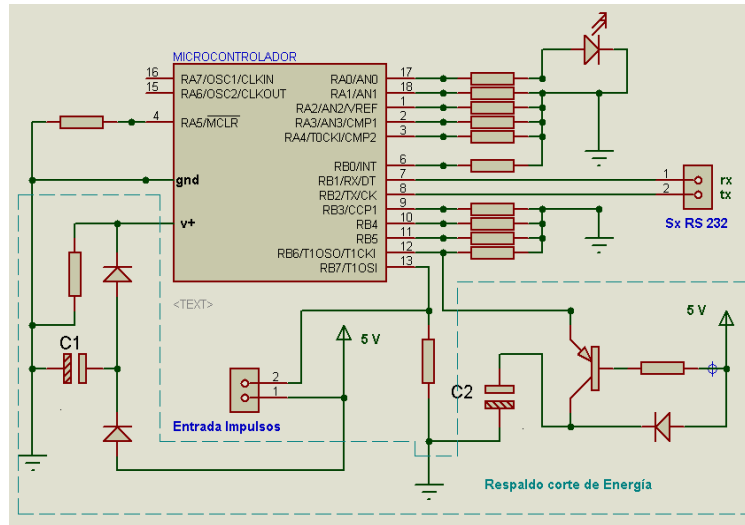 MICROCONTROLADOR
16 RA7/OSC1/CLKIN
15 RA6/OSC2/CLKOUT
4 RA5/MCLR
gnd
v+
RA0/AN0 17
RA1/AN1 18
RA2/AN2/VREF 1
RA3/AN3/CMP1 2
RA4/T0CKI/CMP2 3
RB0/INT 6
RB1/RX/DT 7
RB2/TX/CK 8
RB3/CCP1 9
RB4 10
RB5 11
RB6/T1OSO/T1CKI 12
RB7/T1OSI 13
<TEXT>
1 rx
2 tx
Sx RS 232
C1
5 V
2
1
Entrada Impulsos
C2
5 V
Respaldo corte de Energía